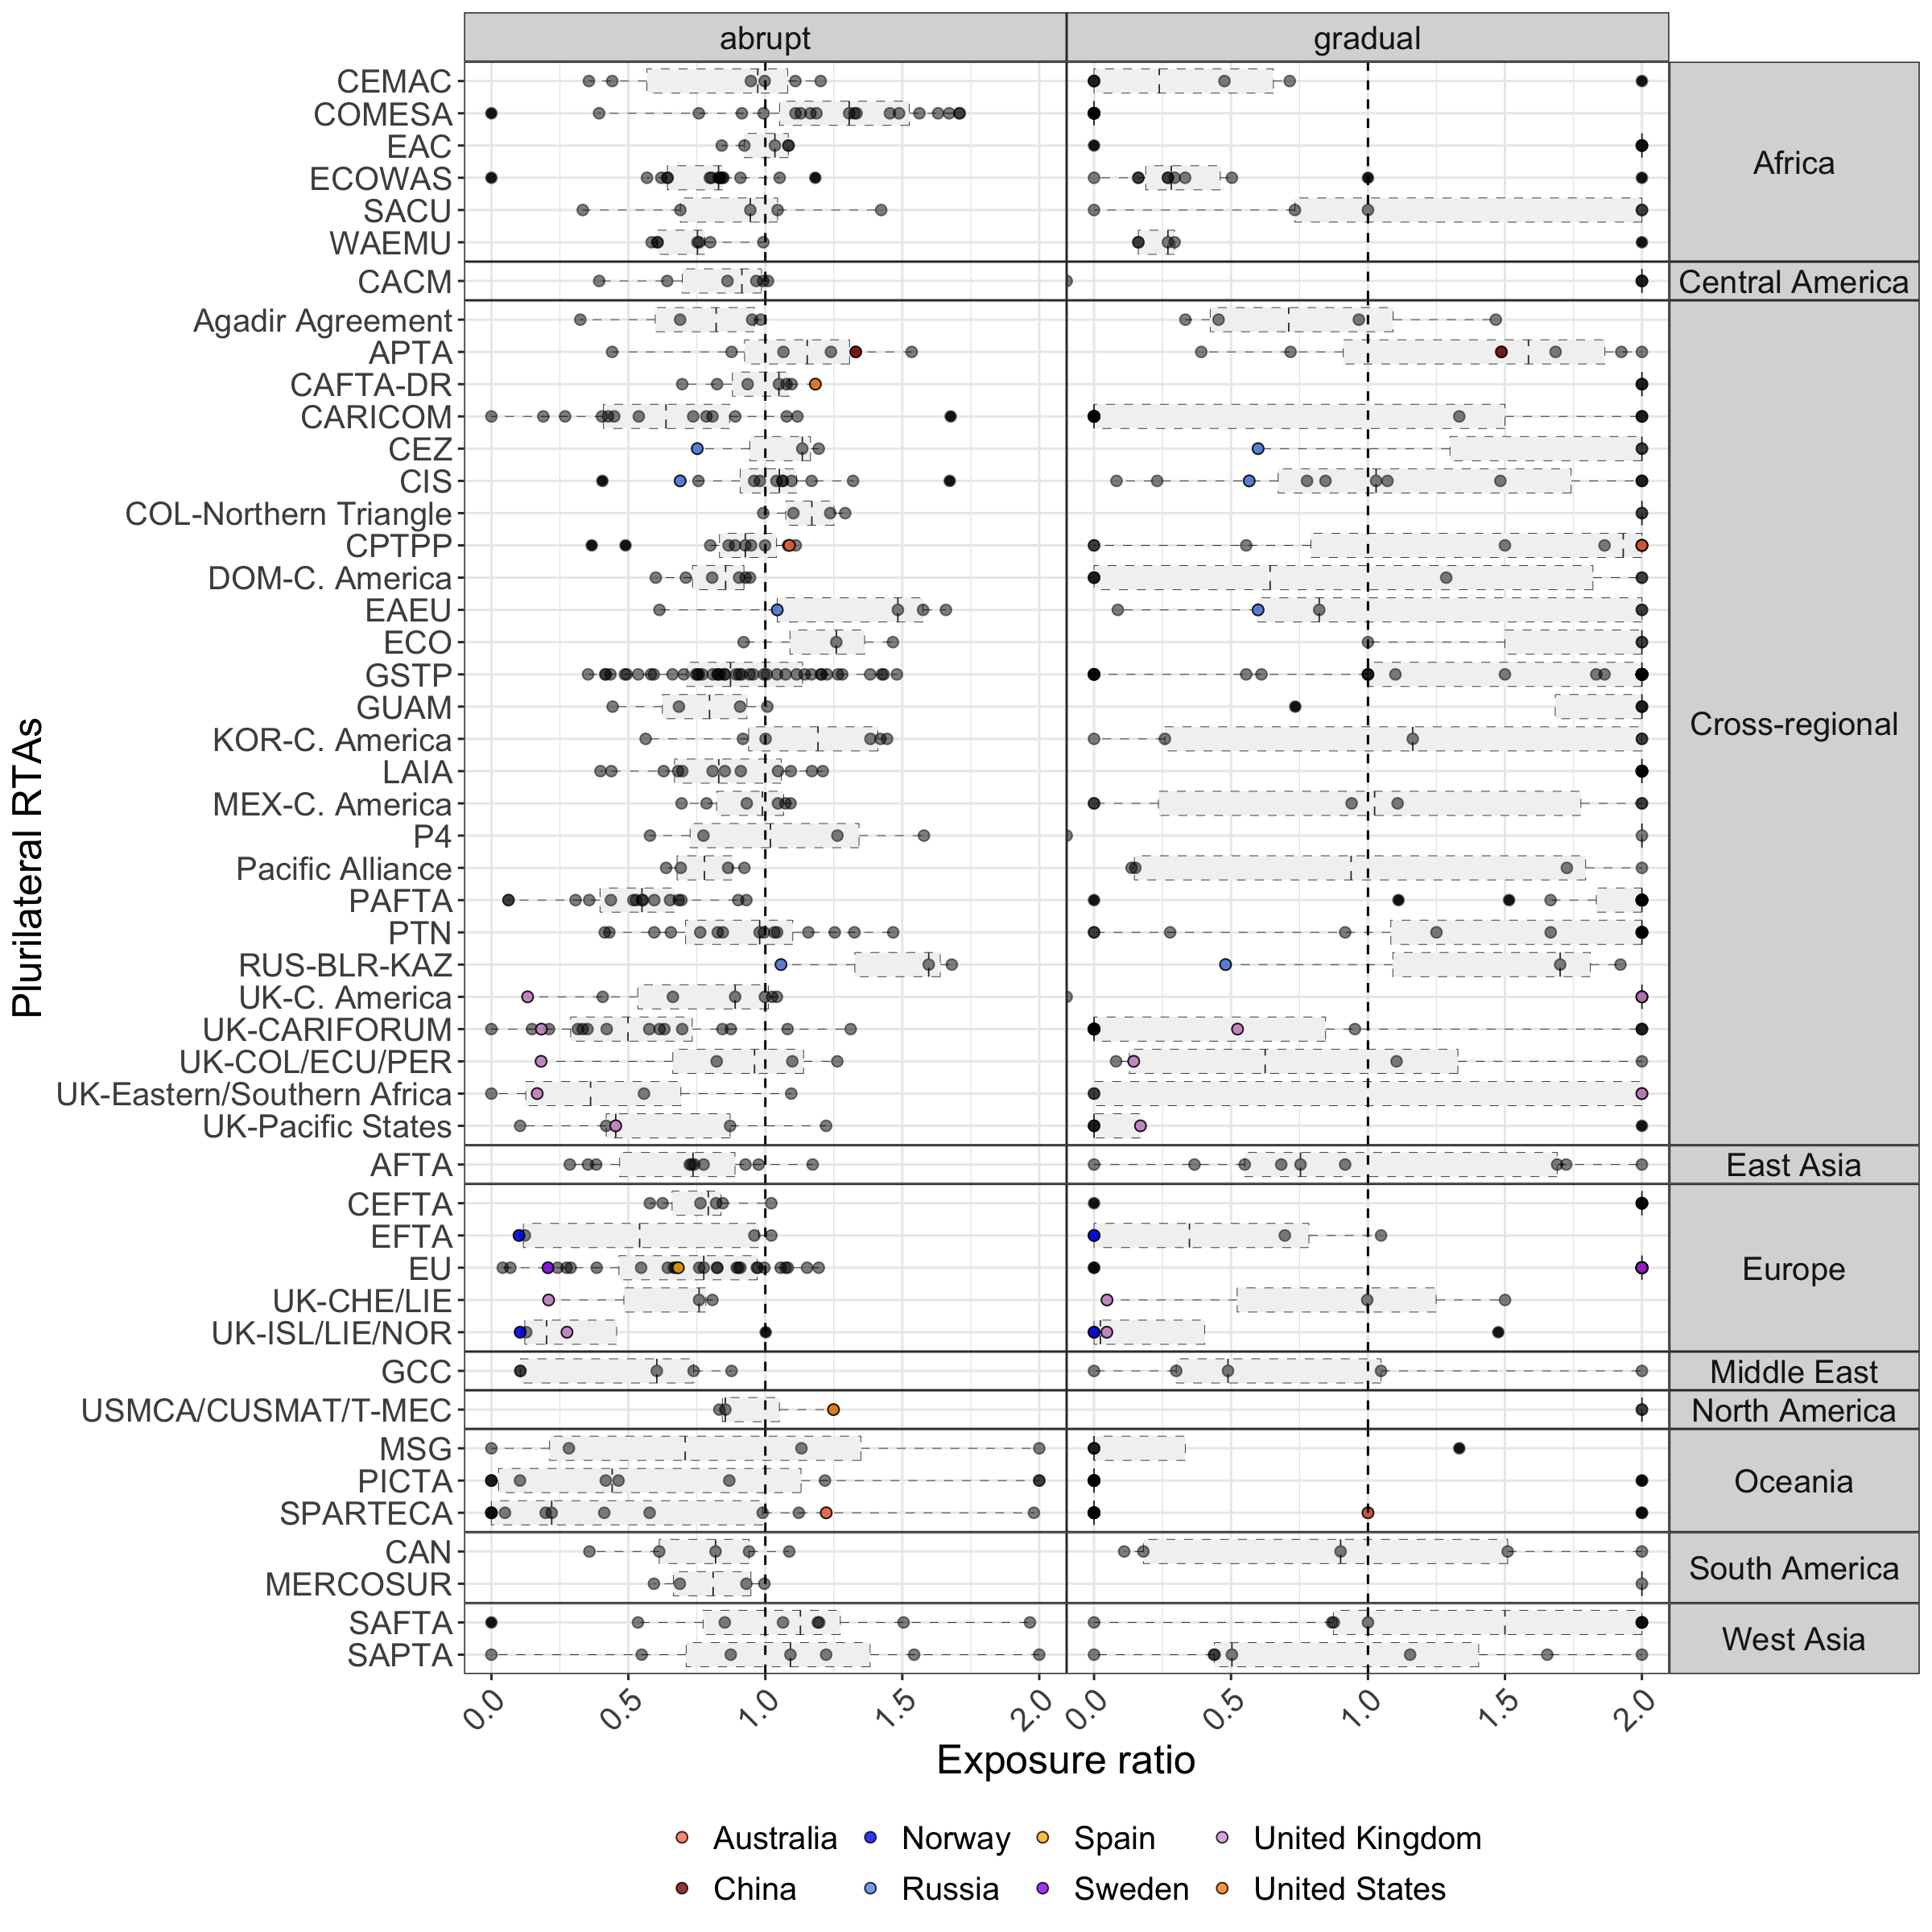 abrupt gradual
CEMAC
COMESA
EAC
ECOWAS
SACU
WAEMU
Africa
CACM
Central America
Agadir Agreement
APTA
CAFTA-DR
CARICOM
CEZ
CIS
COL-Northern Triangle
CPTPP
DOM-C. America
EAEU
ECO
GSTP
GUAM
KOR-C. America
LAIA
MEX-C. America
P4
Pacific Alliance
PAFTA
PTN
RUS-BLR-KAZ
UK-C. America
UK-CARIFORUM
UK-COL/ECU/PER
UK-Eastern/Southern Africa
UK-Pacific States
Cross-regional
AFTA
East Asia
CEFTA
EFTA
EU
UK-CHE/LIE
UK-ISL/LIE/NOR
Europe
GCC
Middle East
USMCA/CUSMAT/T-MEC
North America
MSG
PICTA
SPARTECA
Oceania
CAN
MERCOSUR
South America
SAFTA
SAPTA
West Asia
Plurilateral RTAs
0.0 0.5 1.0 1.5 2.0 0.0 0.5 1.0 1.5 2.0
Exposure ratio
Australia Norway Spain United Kingdom
China Russia Sweden United States